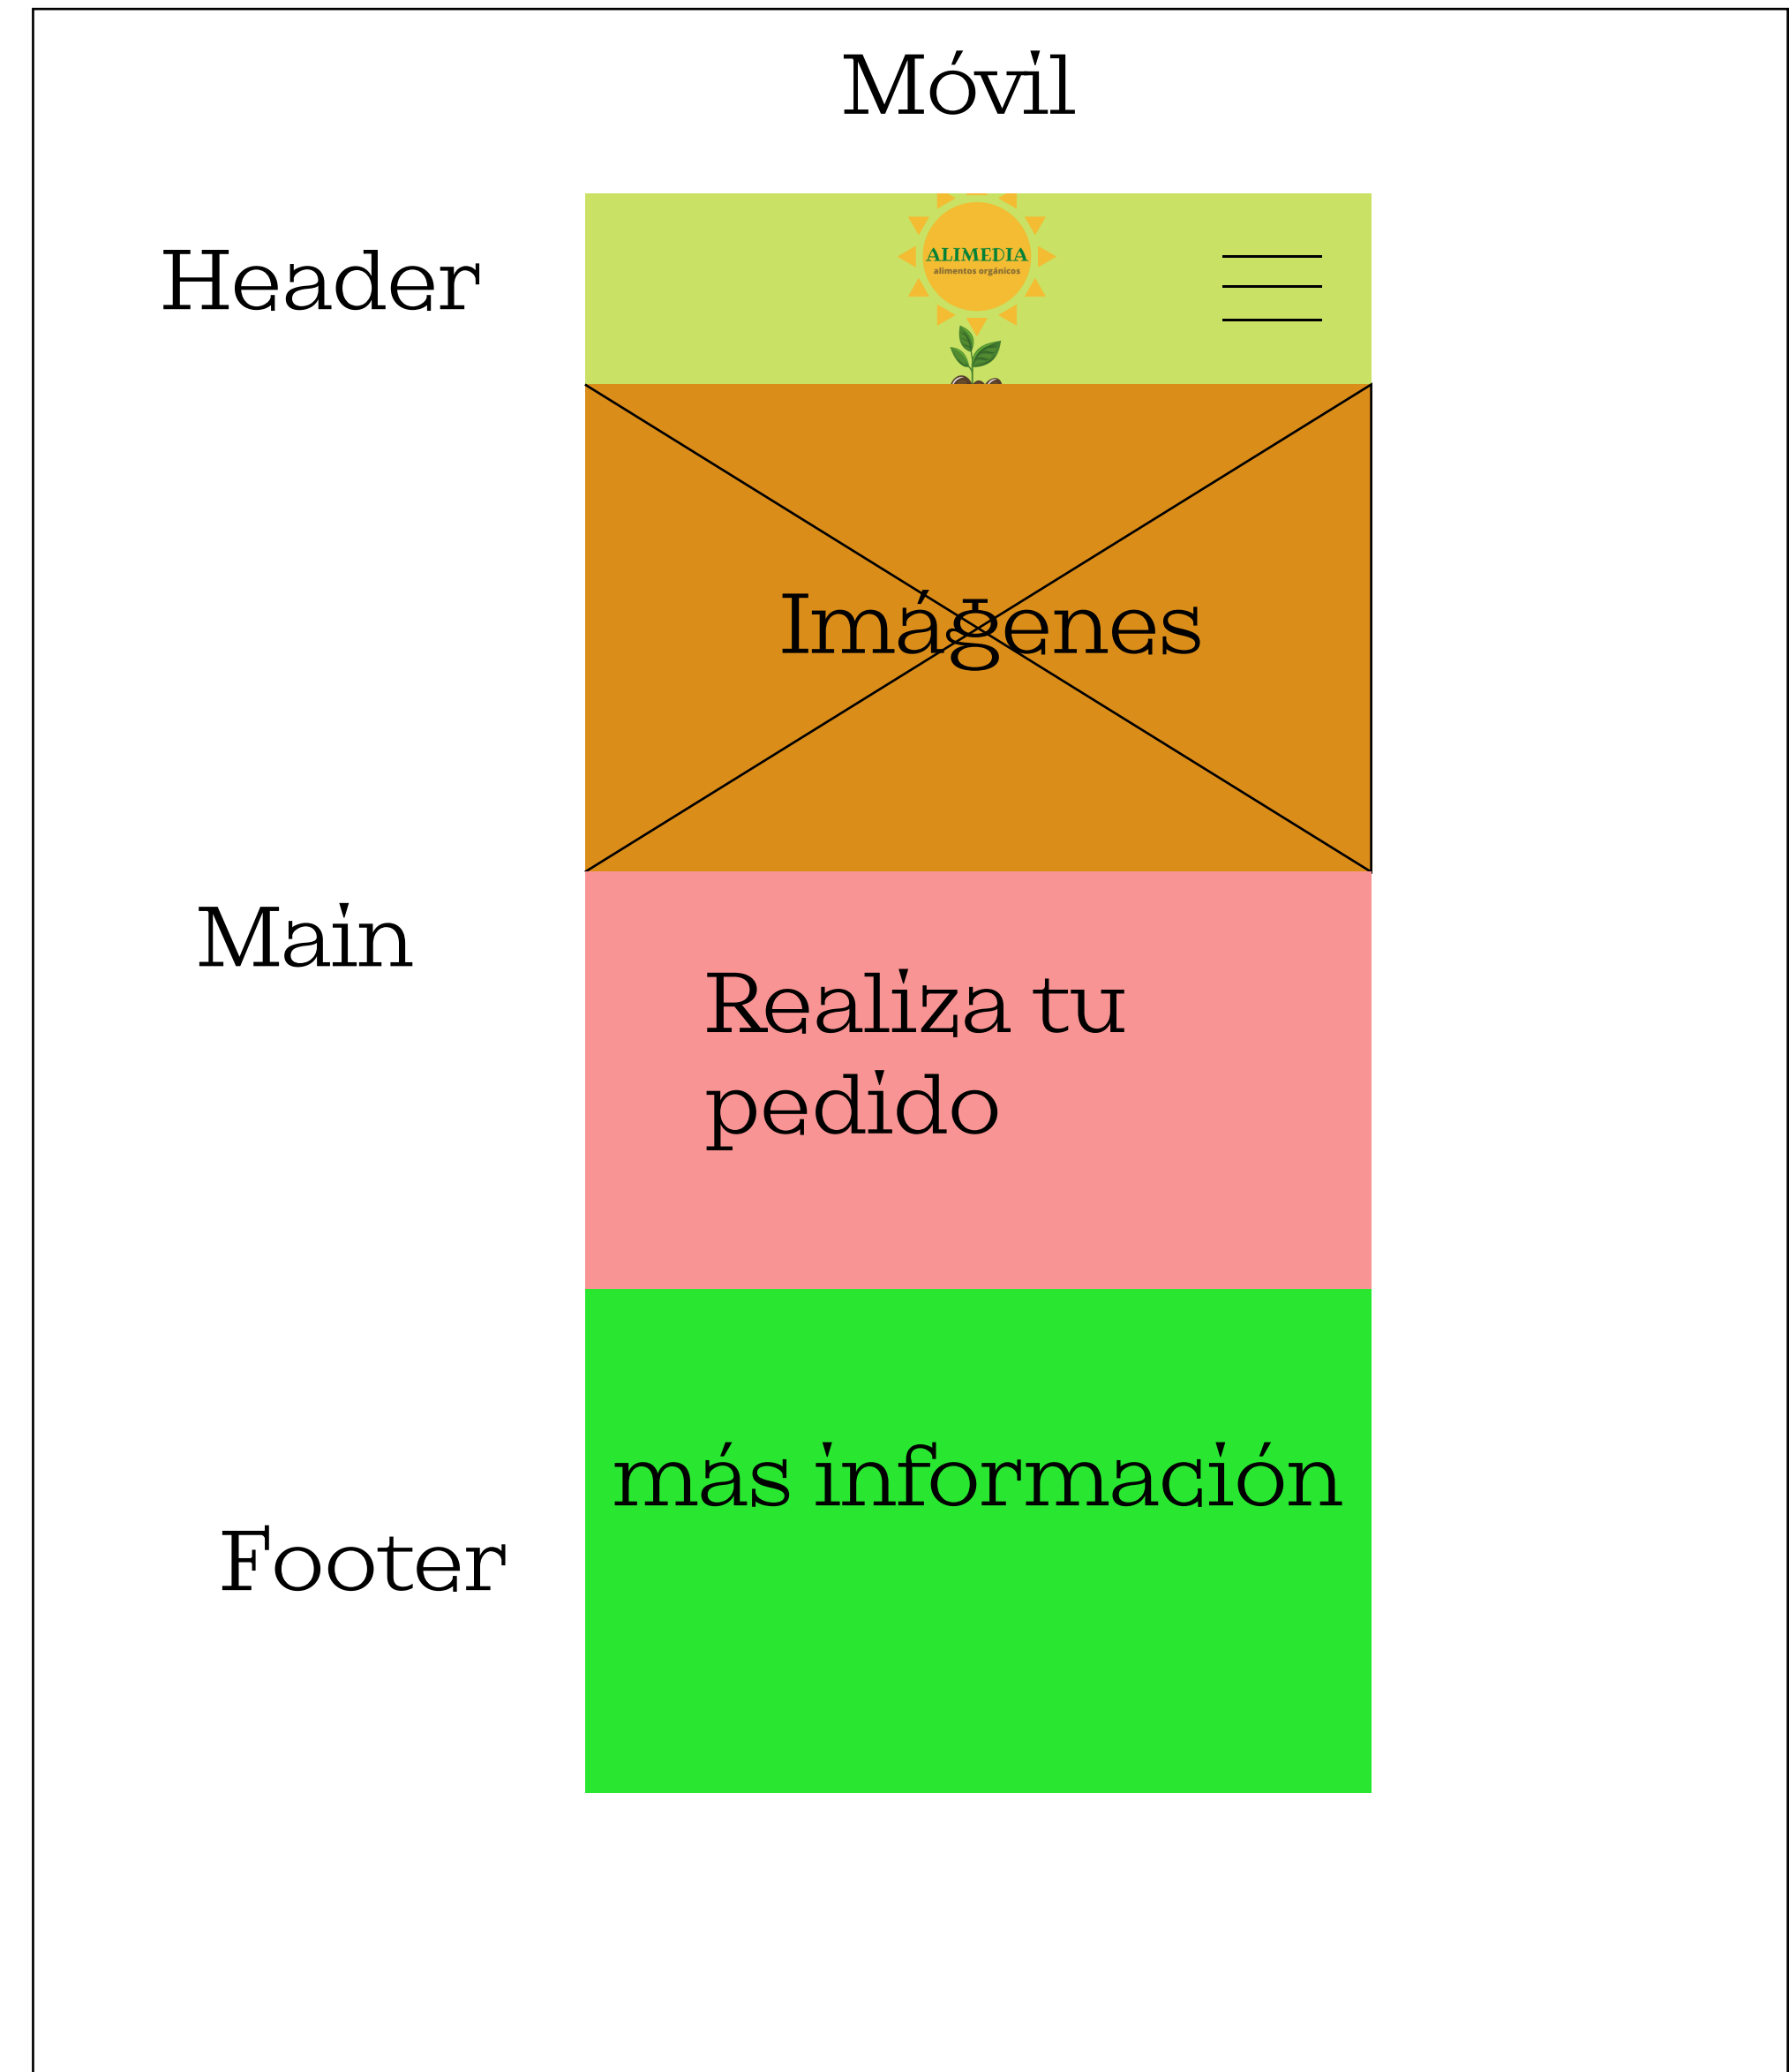 Móvil
Header
ALIMEDIA
alimentos orgánicos
Imágenes
Main
Realiza tu
pedido
más información
Footer